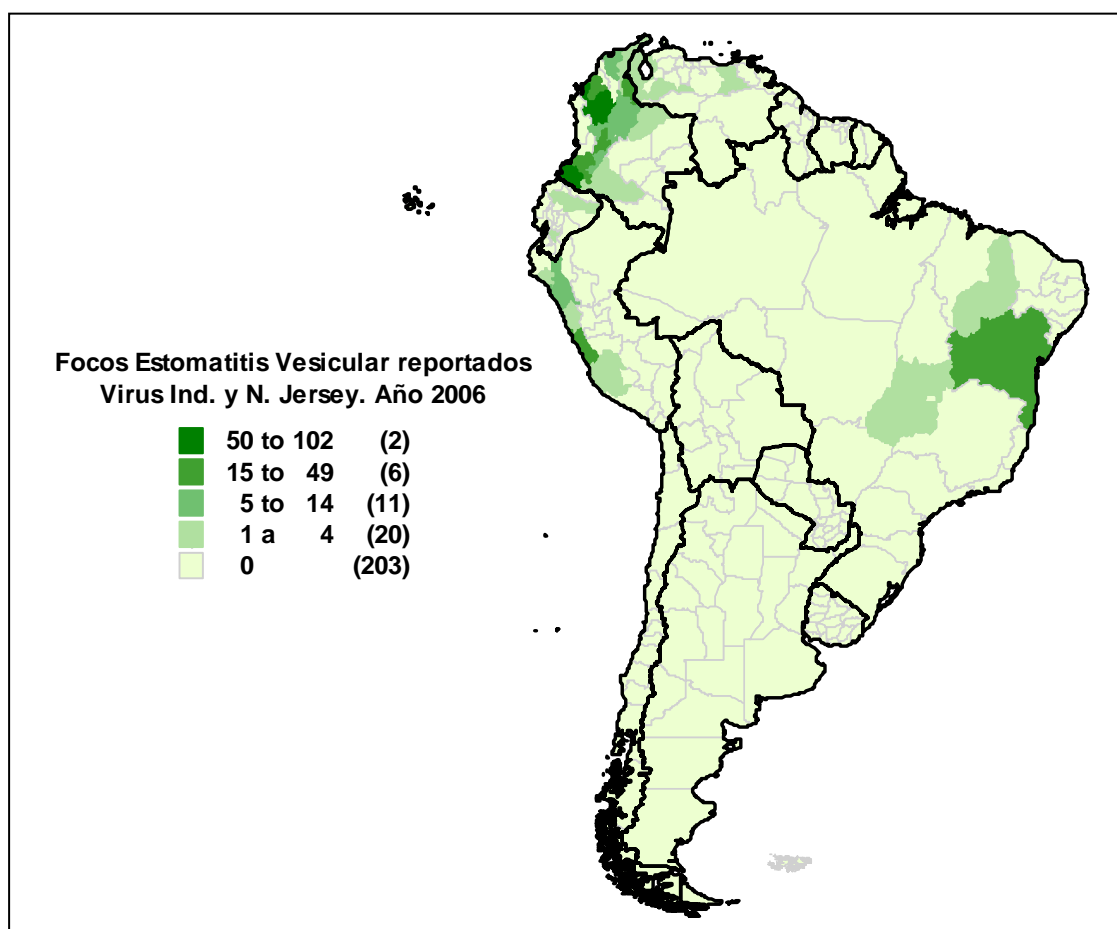 Focos Estomatitis Vesicular reportados
Virus Ind. y N. Jersey. Año 2006
50 to 102 (2)
15 to 49 (6)
5 to 14 (11)
1 a 4 (20)
0 (203)